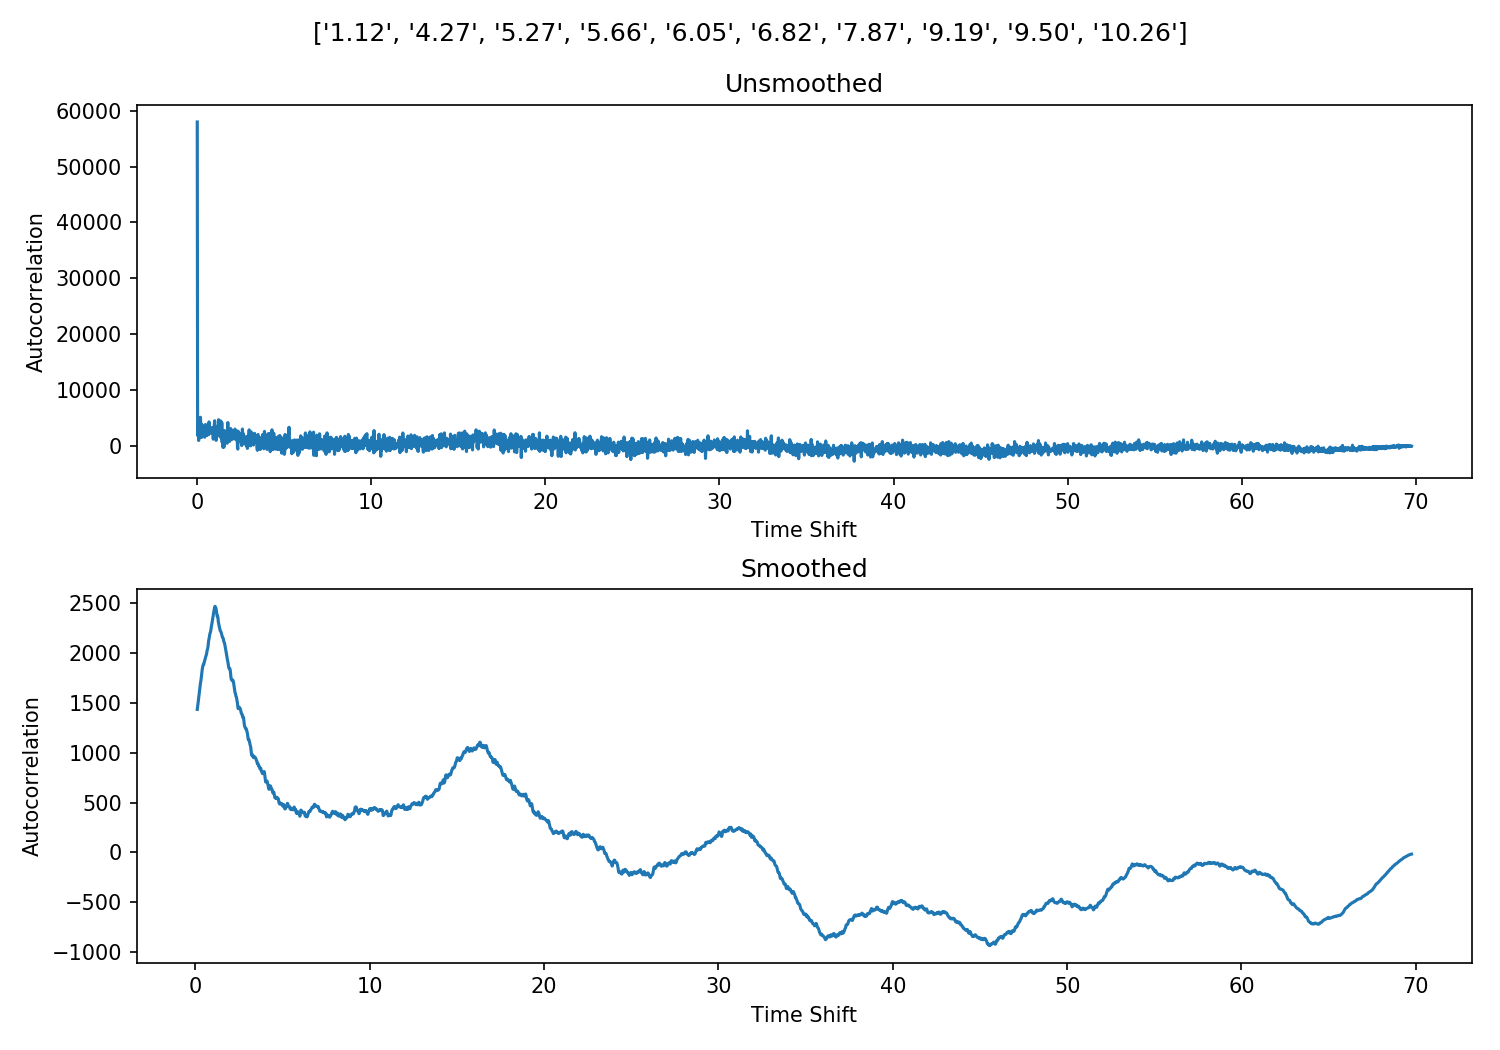 ['1.12', '4.27', '5.27', '5.66', '6.05', '6.82', '7.87', '9.19', '9.50', '10.26']
Unsmoothed
60000
50000
40000
30000
20000
10000
0
Autocorrelation
0 10 20 30 40 50 60 70
Time Shift
Smoothed
2500
2000
1500
1000
500
0
−500
−1000
Autocorrelation
0 10 20 30 40 50 60 70
Time Shift